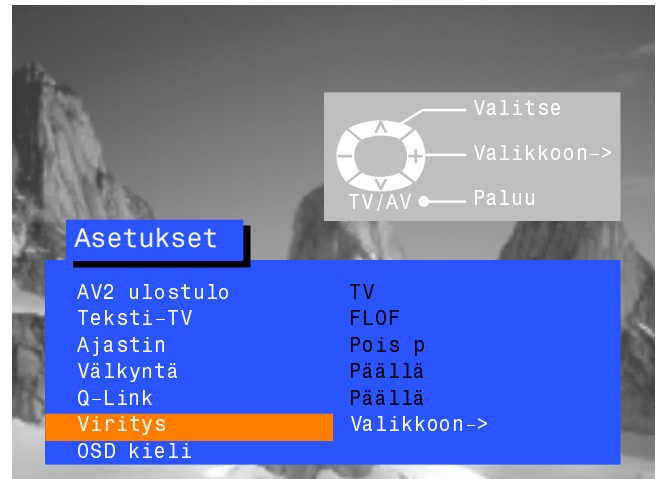 Valitse
Valikkoon->
TV/AV Paluu
Asetukset
AV2 ulostulo TV
Teksti-TV FLOF
Ajastin Pois p
Välkyntä Päällä
Q-Link Päällä
Viritys Valikkoon->
OSD kieli